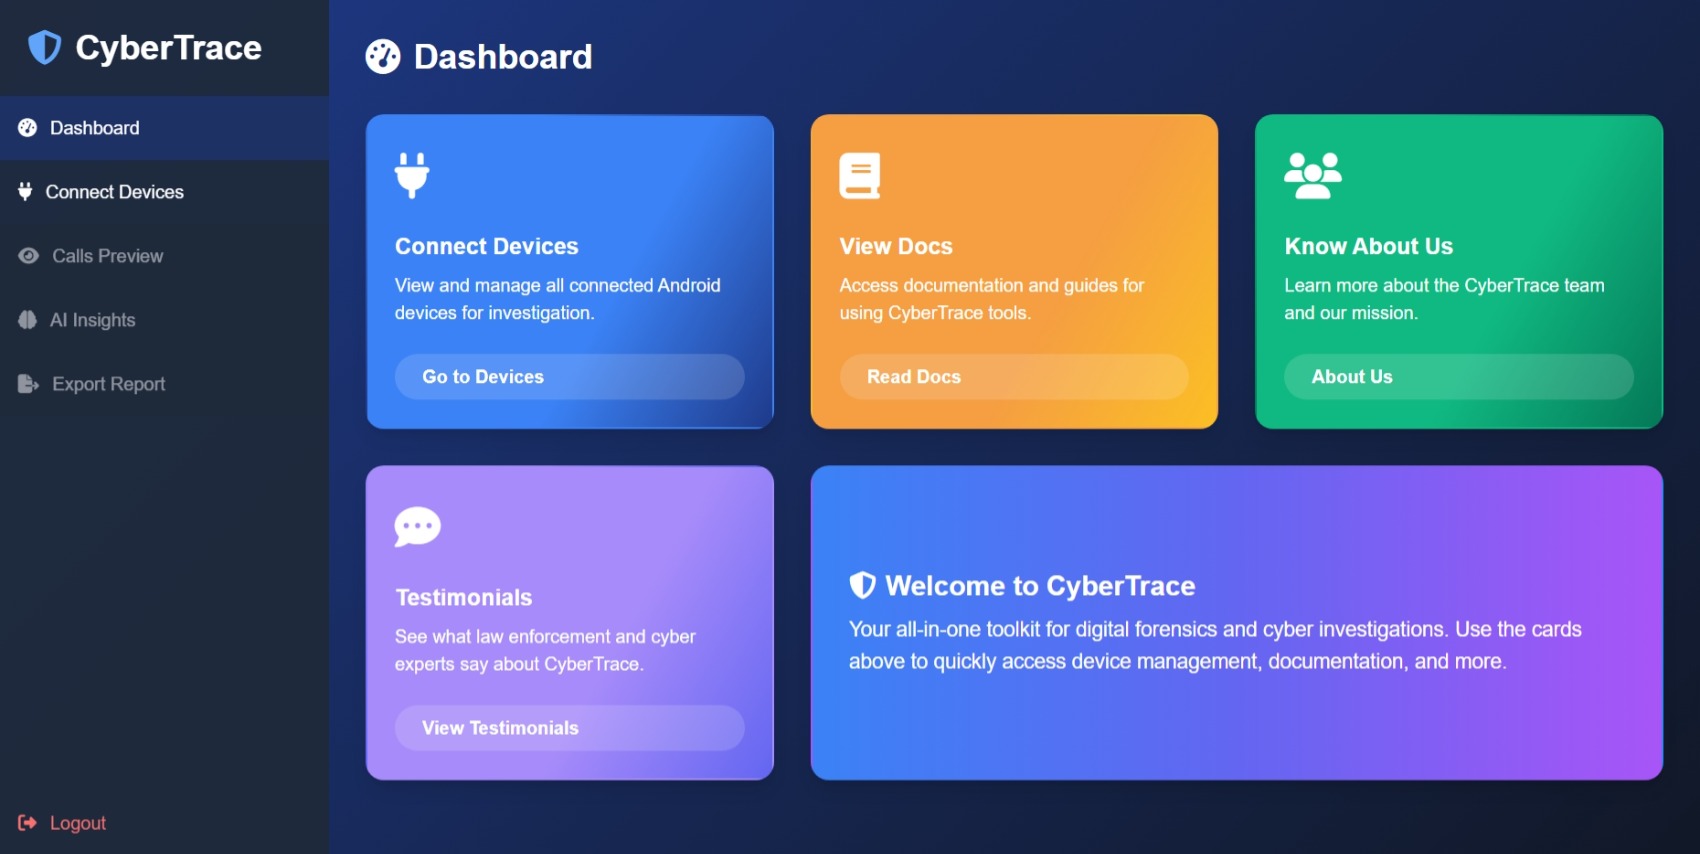 CyberTrace
Dashboard
Connect Devices
Calls Preview
AI Insights
Export Report
Logout
Dashboard
Connect Devices
View and manage all connected Android
devices for investigation.
Go to Devices
View Docs
Access documentation and guides for
using CyberTrace tools.
Read Docs
Know About Us
Learn more about the CyberTrace team
and our mission.
About Us
Testimonials
See what law enforcement and cyber
experts say about CyberTrace.
View Testimonials
Welcome to CyberTrace
Your all-in-one toolkit for digital forensics and cyber investigations. Use the cards
above to quickly access device management, documentation, and more.